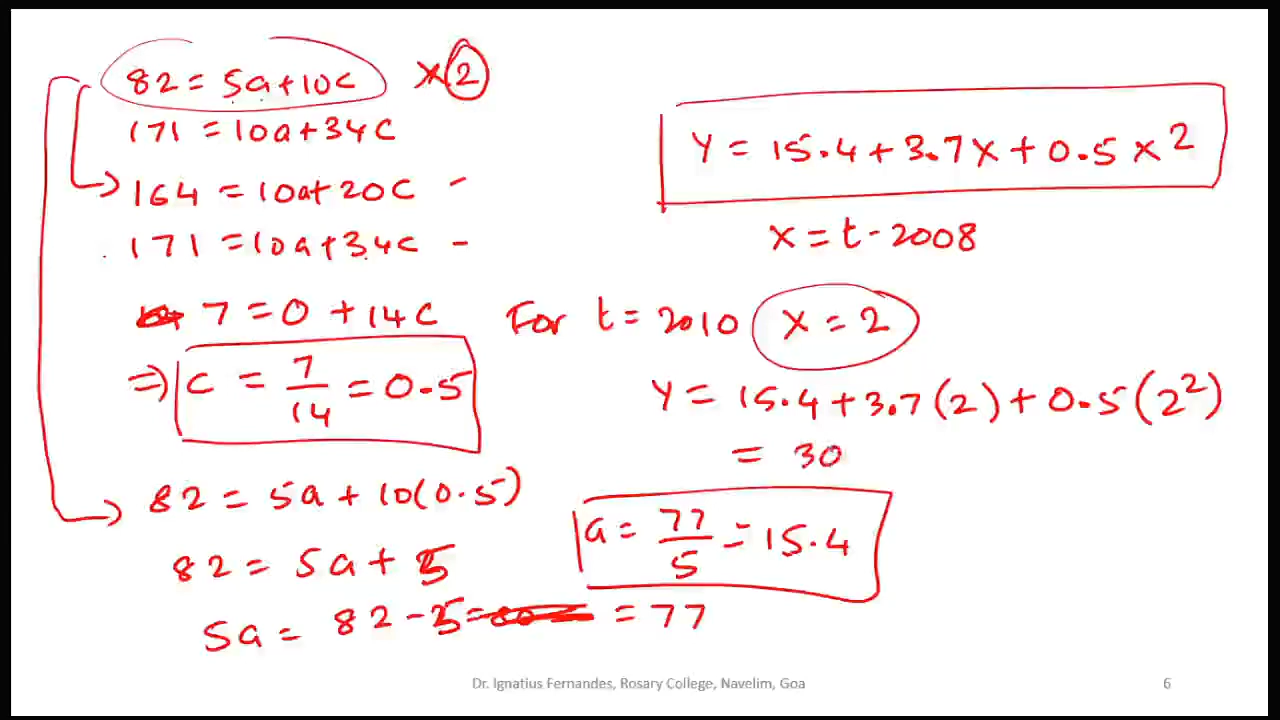 82 = 5a + 10c × 2
171 = 10a + 34c
164 = 10a + 20c -
171 = 10a + 34c -
7 = 0 + 14c
⇒ c = 7/14 = 0.5
82 = 5a + 10(0.5)
82 = 5a + 5
5a = 82 - 5 = = 77
Y = 15.4 + 3.7x + 0.5x²
x = t - 2008
For t = 2010 x = 2
Y = 15.4 + 3.7(2) + 0.5(2²)
= 30
a = 77/5 = 15.4
Dr. Ignatius Fernandes, Rosary College, Navelim, Goa
6